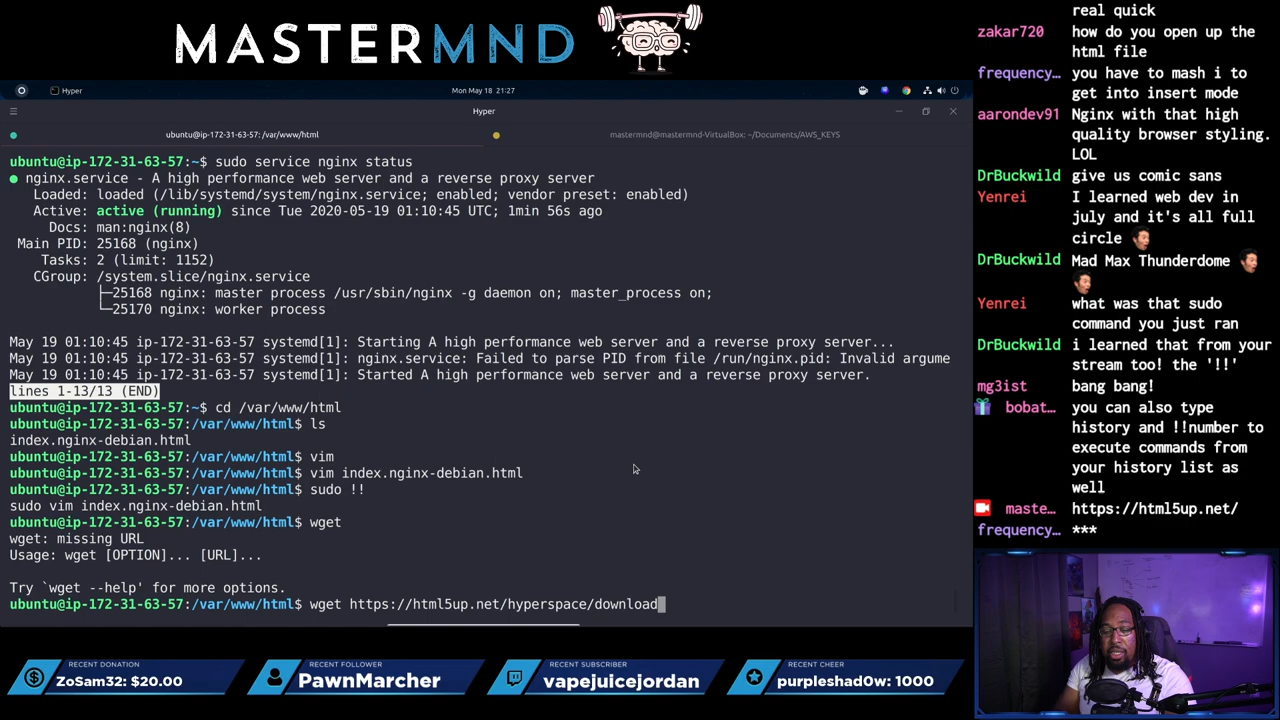 MASTERMND
Hyper
Mon May 18 21:27
Hyper
ubuntu@ip-172-31-63-57: /var/www/html
mastermnd@mastermnd-VirtualBox: ~/Documents/AWS_KEYS
ubuntu@ip-172-31-63-57:~$ sudo service nginx status
● nginx.service - A high performance web server and a reverse proxy server
Loaded: loaded (/lib/systemd/system/nginx.service; enabled; vendor preset: enabled)
Active: active (running) since Tue 2020-05-19 01:10:45 UTC; 1min 56s ago
Docs: man:nginx(8)
Main PID: 25168 (nginx)
Tasks: 2 (limit: 1152)
CGroup: /system.slice/nginx.service
├─25168 nginx: master process /usr/sbin/nginx -g daemon on; master_process on;
└─25170 nginx: worker process
May 19 01:10:45 ip-172-31-63-57 systemd[1]: Starting A high performance web server and a reverse proxy server...
May 19 01:10:45 ip-172-31-63-57 systemd[1]: nginx.service: Failed to parse PID from file /run/nginx.pid: Invalid argume
May 19 01:10:45 ip-172-31-63-57 systemd[1]: Started A high performance web server and a reverse proxy server.
lines 1-13/13 (END)
ubuntu@ip-172-31-63-57:~$ cd /var/www/html
ubuntu@ip-172-31-63-57:/var/www/html$ ls
index.nginx-debian.html
ubuntu@ip-172-31-63-57:/var/www/html$ vim
ubuntu@ip-172-31-63-57:/var/www/html$ vim index.nginx-debian.html
ubuntu@ip-172-31-63-57:/var/www/html$ sudo !!
sudo vim index.nginx-debian.html
ubuntu@ip-172-31-63-57:/var/www/html$ wget
wget: missing URL
Usage: wget [OPTION]... [URL]...
Try `wget --help' for more options.
ubuntu@ip-172-31-63-57:/var/www/html$ wget https://html5up.net/hyperspace/download
real quick
zakar720 how do you open up the
html file
frequency… you have to mash i to
get into insert mode
aarondev91 Nginx with that high
quality browser styling.
LOL
DrBuckwild give us comic sans
Yenrei I learned web dev in
july and it's all full
circle
DrBuckwild Mad Max Thunderdome
Yenrei what was that sudo
command you just ran
DrBuckwild i learned that from your
stream too! the '!!'
mg3ist bang bang!
bobat… you can also type
history and !!number to
execute commands from
your history list as
well
maste… https://html5up.net/
frequency… ***
RECENT DONATION
ZoSam32: $20.00
RECENT FOLLOWER
PawnMarcher
RECENT SUBSCRIBER
vapejuicejordan
RECENT CHEER
purpleshad0w: 1000